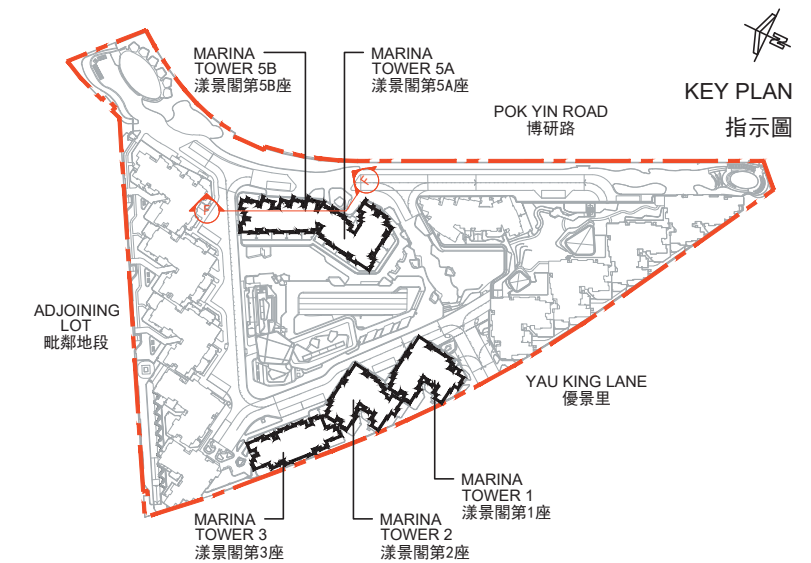 MARINA
TOWER 5B
漾景閣第5B座
MARINA
TOWER 5A
漾景閣第5A座
N
KEY PLAN
指示圖
POK YIN ROAD
博研路
F
ADJOINING
LOT
毗鄰地段
YAU KING LANE
優景里
MARINA
TOWER 1
漾景閣第1座
MARINA
TOWER 3
漾景閣第3座
MARINA
TOWER 2
漾景閣第2座